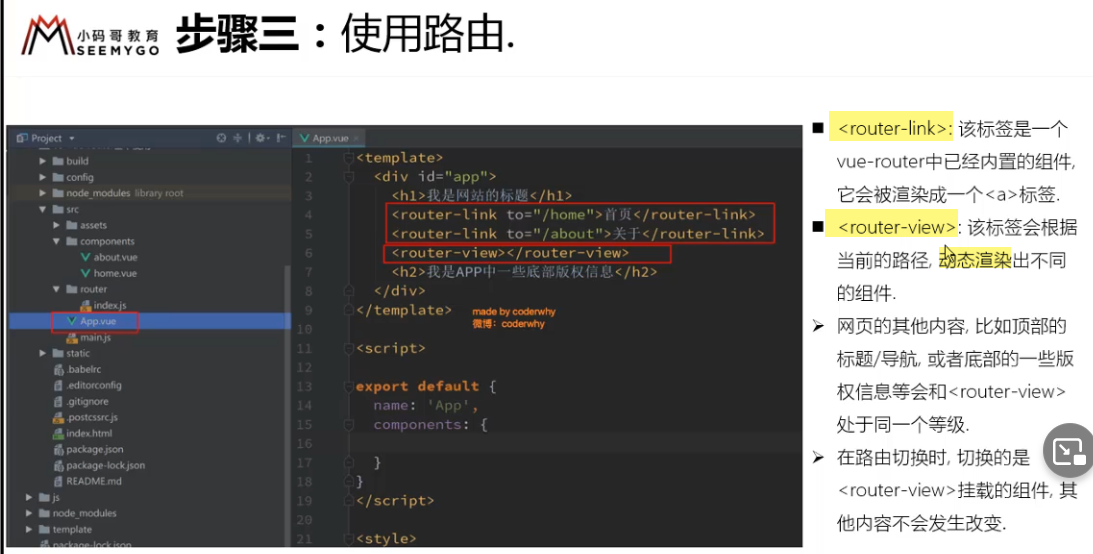 小码哥教育
SEEMYGO
步骤三：使用路由.
Project
build
config
node_modules library root
src
assets
components
about.vue
home.vue
router
index.js
App.vue
main.js
static
.babelrc
.editorconfig
.gitignore
.postcssrc.js
index.html
package.json
package-lock.json
README.md
js
node_modules
template
package-lock.json
App.vue
1 <template>
2 <div id="app">
3 <h1>我是网站的标题</h1>
4 <router-link to="/home">首页</router-link>
5 <router-link to="/about">关于</router-link>
6 <router-view></router-view>
7 <h2>我是APP中一些底部版权信息</h2>
8 </div>
9 </template>
10
11 <script>
12
13 export default {
14 name: 'App',
15 components: {
16
17 }
18 }
19 </script>
20
21 <style>
made by coderwhy
微博：coderwhy
■ <router-link>: 该标签是一个
vue-router中已经内置的组件,
它会被渲染成一个<a>标签.
■ <router-view>: 该标签会根据
当前的路径, 动态渲染出不同
的组件.
➢ 网页的其他内容, 比如顶部的
标题/导航, 或者底部的一些版
权信息等会和<router-view>
处于同一个等级.
➢ 在路由切换时, 切换的是
<router-view>挂载的组件, 其
他内容不会发生改变.